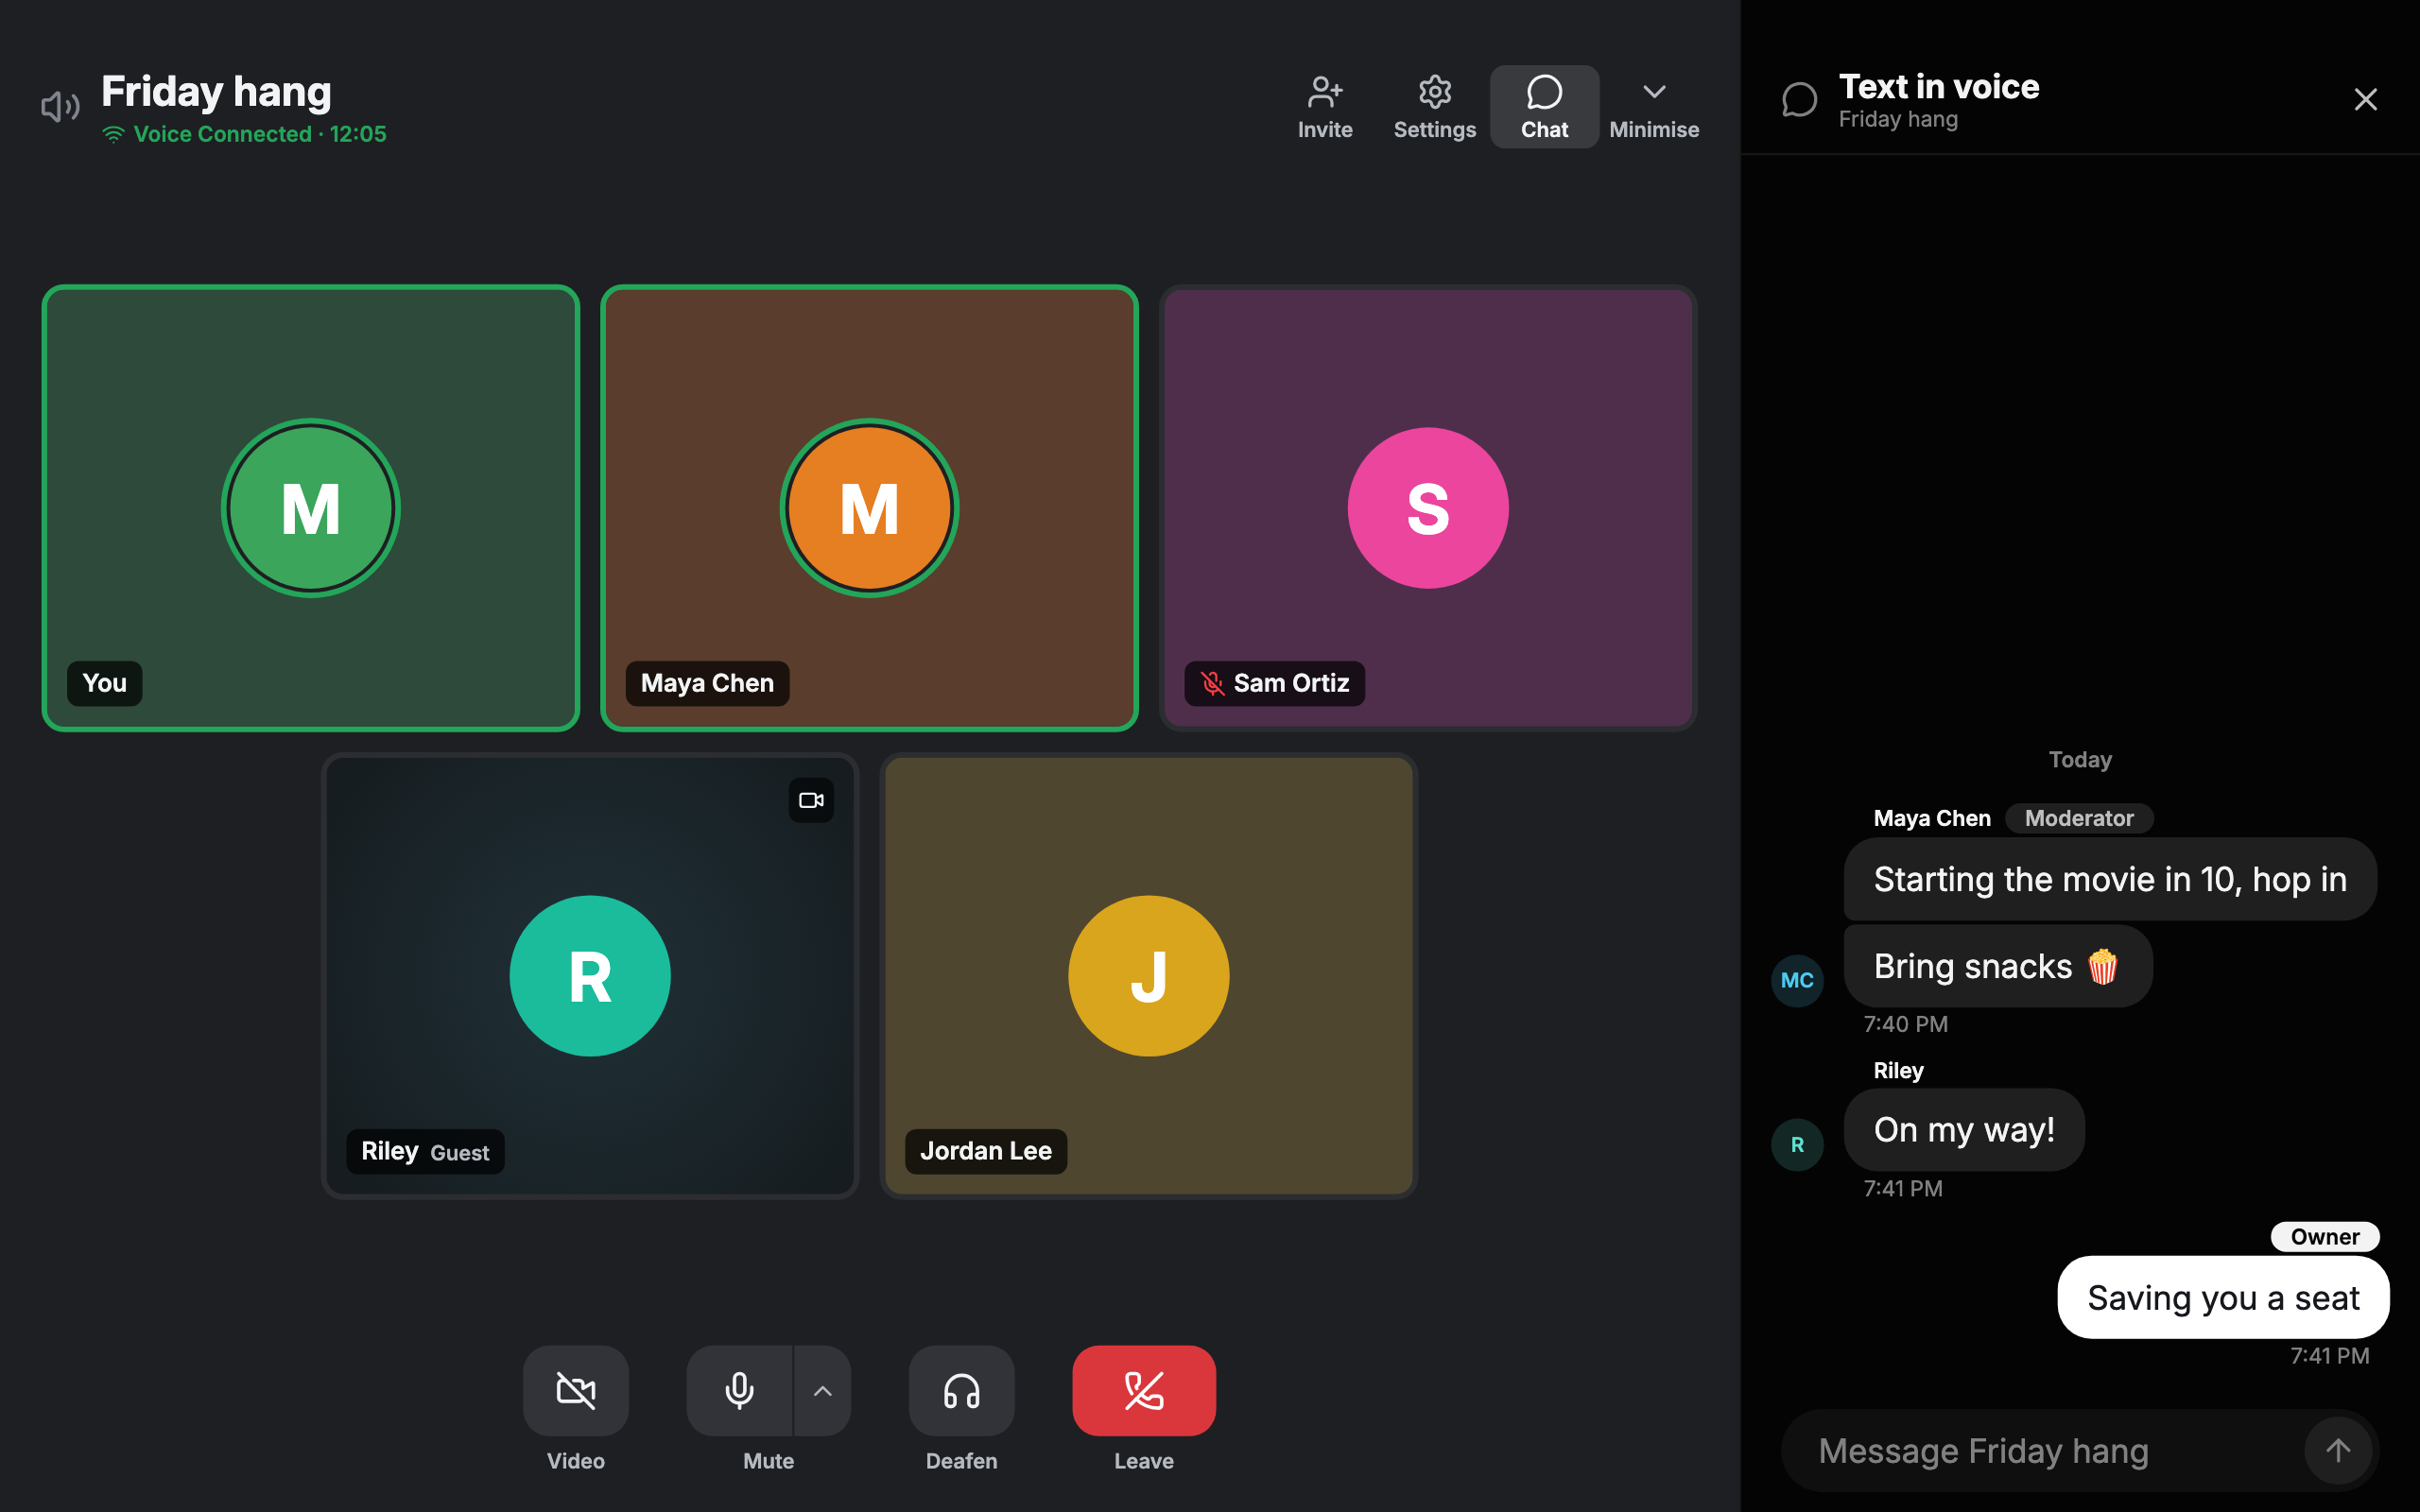 Friday hang
Voice Connected · 12:05
Invite
Settings
Chat
Minimise
M
You
M
Maya Chen
S
Sam Ortiz
R
Riley Guest
J
Jordan Lee
Video
Mute
Deafen
Leave
Text in voice
Friday hang
Today
Maya Chen Moderator
Starting the movie in 10, hop in
Bring snacks 🍿
MC
7:40 PM
Riley
On my way!
R
7:41 PM
Owner
Saving you a seat
7:41 PM
Message Friday hang